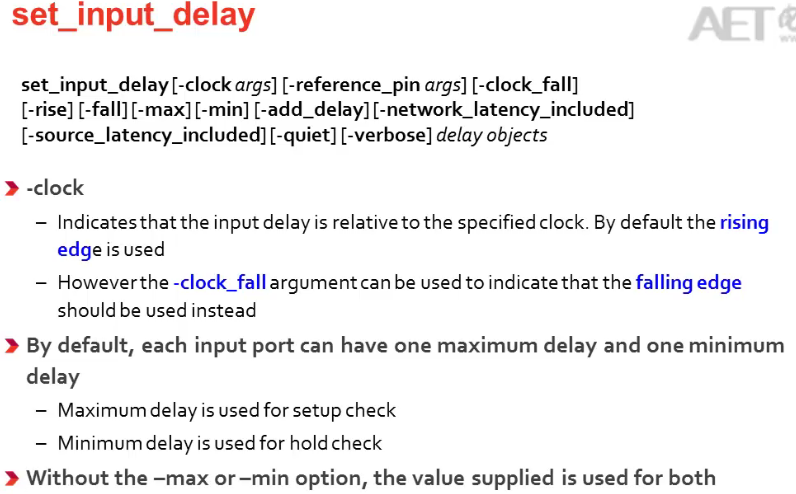 set_input_delay
AET
set_input_delay [-clock args] [-reference_pin args] [-clock_fall]
[-rise] [-fall] [-max] [-min] [-add_delay] [-network_latency_included]
[-source_latency_included] [-quiet] [-verbose] delay objects
-clock
– Indicates that the input delay is relative to the specified clock. By default the rising
edge is used
– However the -clock_fall argument can be used to indicate that the falling edge
should be used instead
By default, each input port can have one maximum delay and one minimum
delay
– Maximum delay is used for setup check
– Minimum delay is used for hold check
Without the –max or –min option, the value supplied is used for both